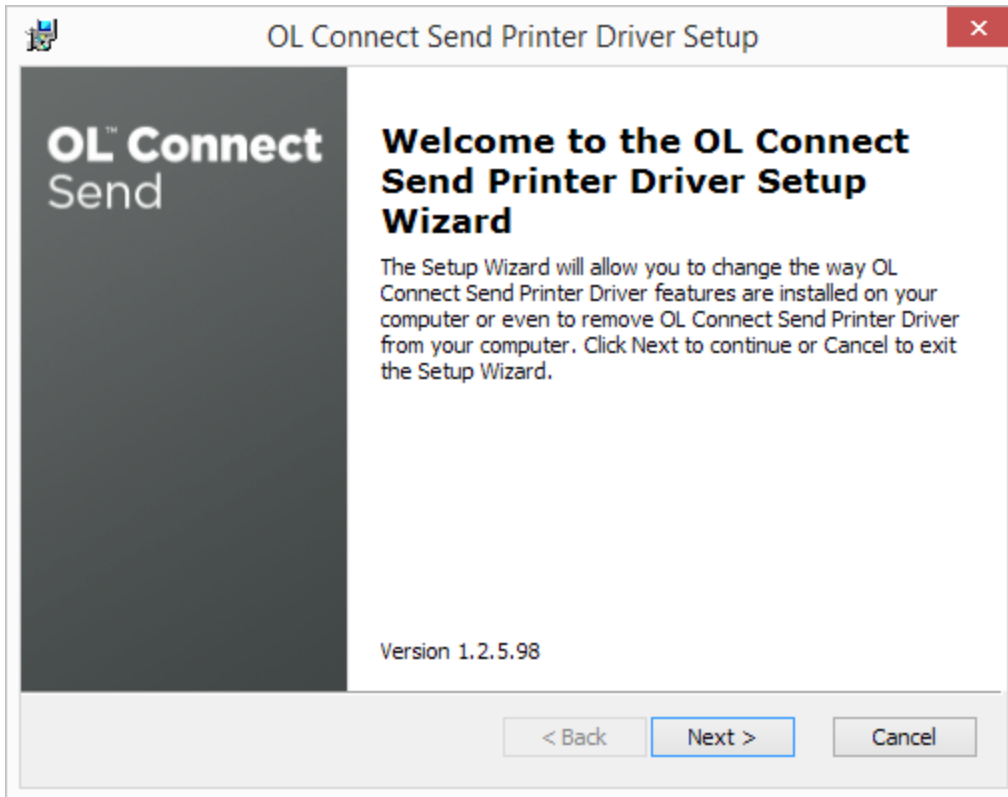 OL Connect Send Printer Driver Setup
OL™ Connect
Send
Welcome to the OL Connect
Send Printer Driver Setup
Wizard
The Setup Wizard will allow you to change the way OL
Connect Send Printer Driver features are installed on your
computer or even to remove OL Connect Send Printer Driver
from your computer. Click Next to continue or Cancel to exit
the Setup Wizard.
Version 1.2.5.98
< Back
Next >
Cancel